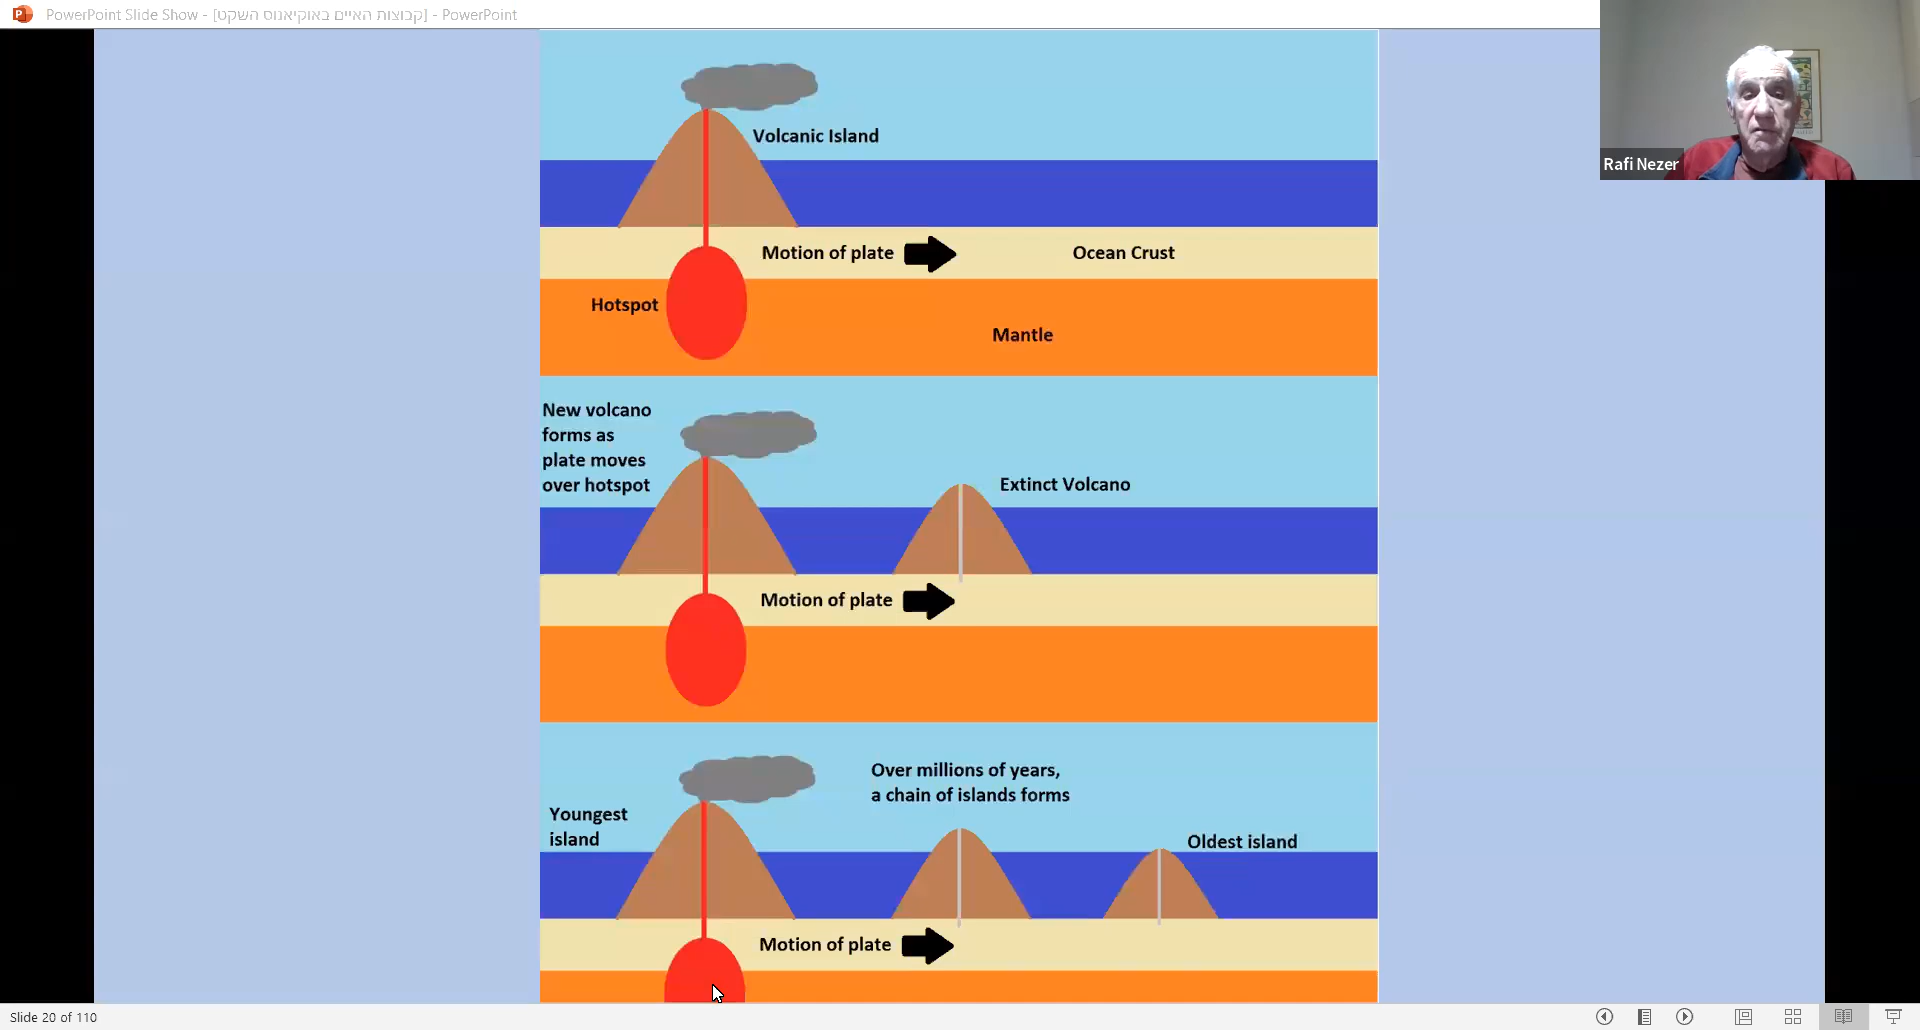 PowerPoint Slide Show - [קבוצות האיים באוקיאנוס השקט] - PowerPoint
Rafi Nezer
Volcanic Island
Motion of plate
Ocean Crust
Hotspot
Mantle
New volcano
forms as
plate moves
over hotspot
Extinct Volcano
Motion of plate
Over millions of years,
a chain of islands forms
Youngest
island
Oldest island
Motion of plate
Slide 20 of 110